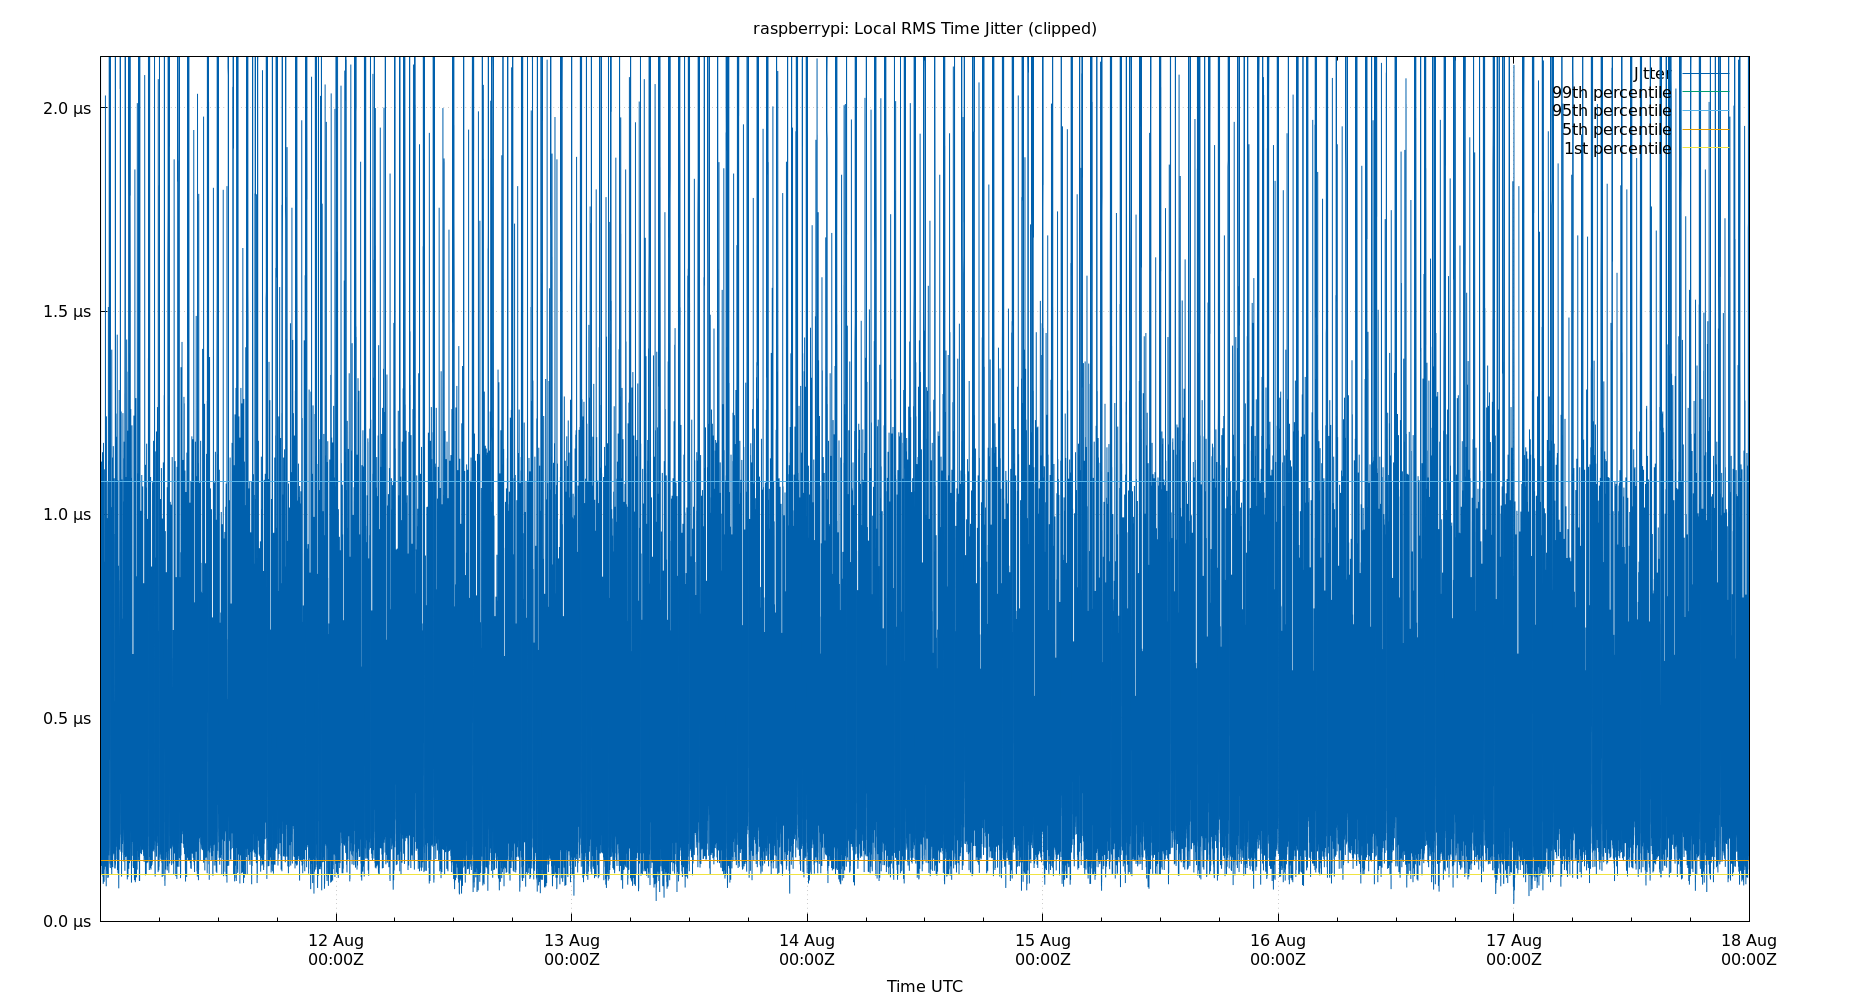 raspberrypi: Local RMS Time Jitter (clipped)
Jitter
99th percentile
95th percentile
5th percentile
1st percentile
2.0 µs
1.5 µs
1.0 µs
0.5 µs
0.0 µs
12 Aug
00:00Z
13 Aug
00:00Z
14 Aug
00:00Z
15 Aug
00:00Z
16 Aug
00:00Z
17 Aug
00:00Z
18 Aug
00:00Z
Time UTC